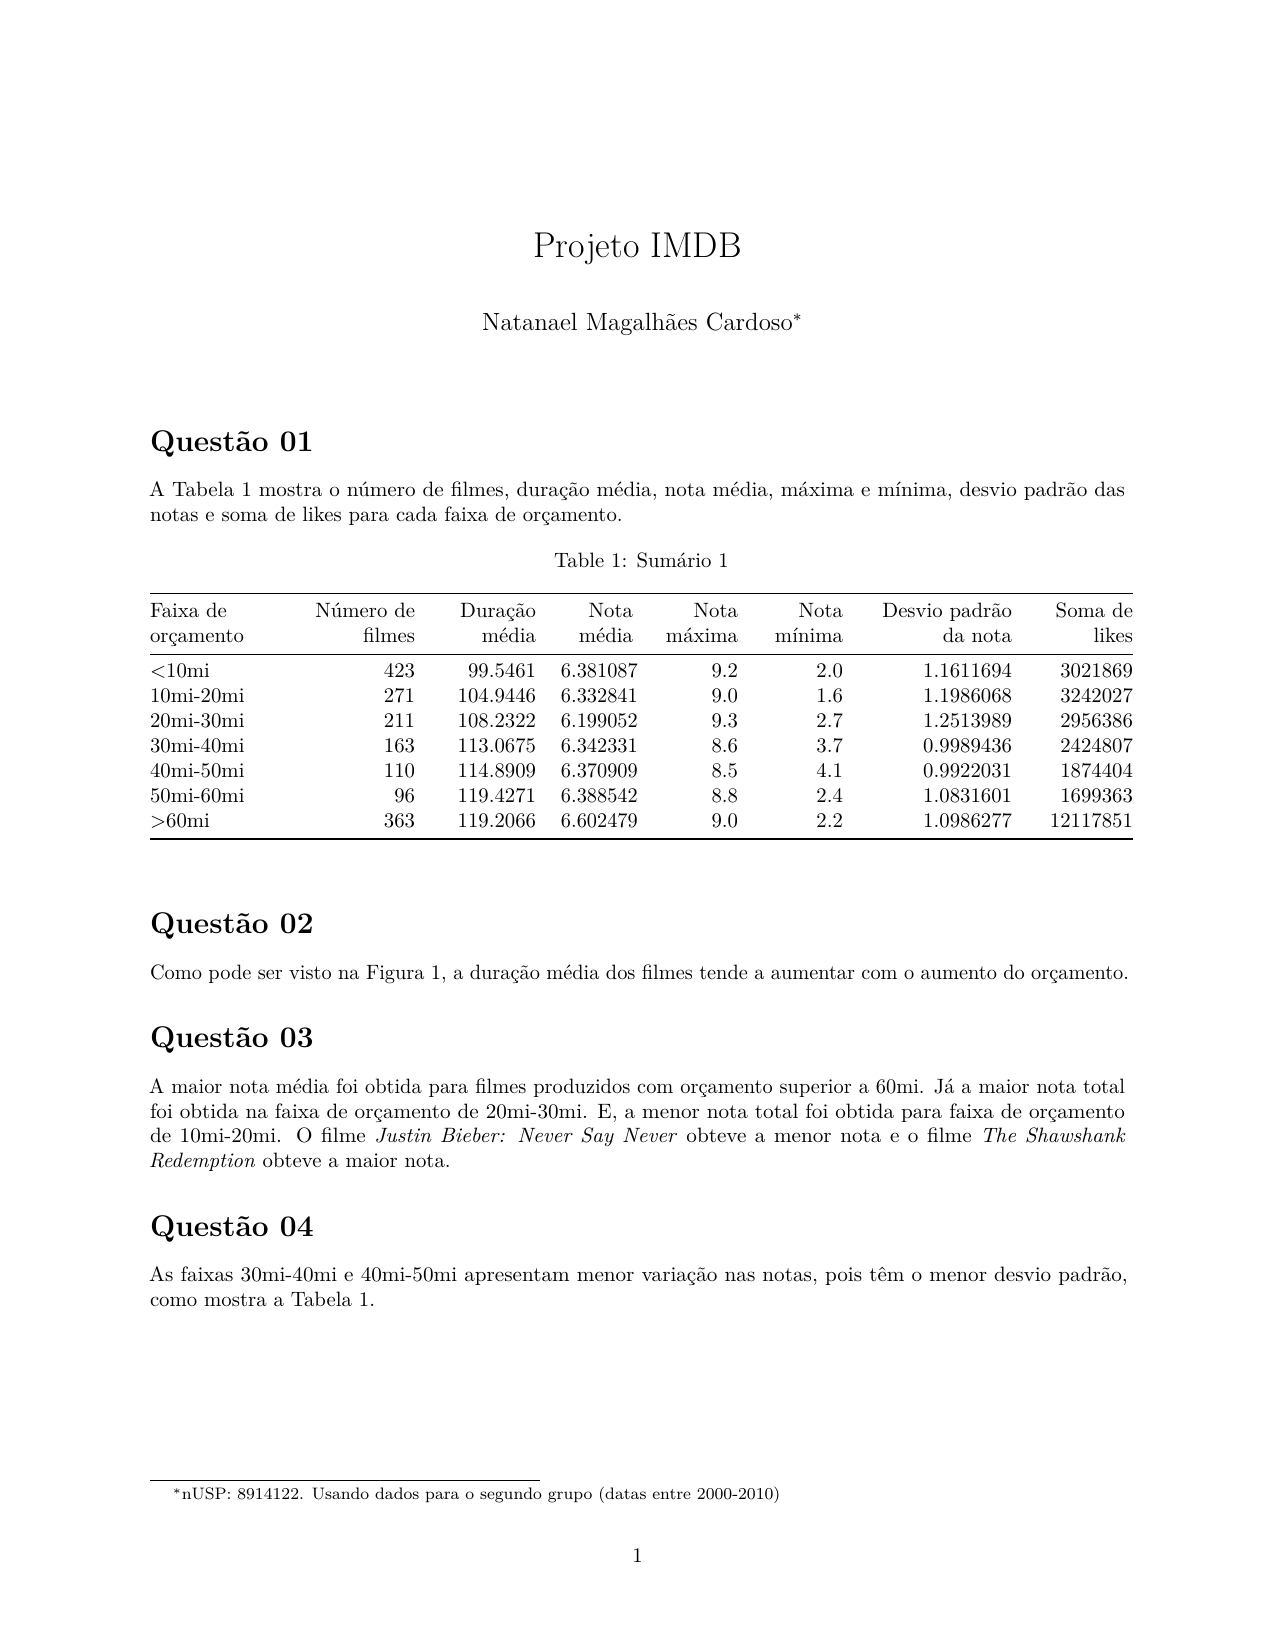 Projeto IMDB
Natanael Magalhães Cardoso*
Questão 01
A Tabela 1 mostra o número de filmes, duração média, nota média, máxima e mínima, desvio padrão das
notas e soma de likes para cada faixa de orçamento.
Table 1: Sumário 1
Faixa de Número de Duração Nota Nota Nota Desvio padrão Soma de
orçamento filmes média média máxima mínima da nota likes
<10mi 423 99.5461 6.381087 9.2 2.0 1.1611694 3021869
10mi-20mi 271 104.9446 6.332841 9.0 1.6 1.1986068 3242027
20mi-30mi 211 108.2322 6.199052 9.3 2.7 1.2513989 2956386
30mi-40mi 163 113.0675 6.342331 8.6 3.7 0.9989436 2424807
40mi-50mi 110 114.8909 6.370909 8.5 4.1 0.9922031 1874404
50mi-60mi 96 119.4271 6.388542 8.8 2.4 1.0831601 1699363
>60mi 363 119.2066 6.602479 9.0 2.2 1.0986277 12117851
Questão 02
Como pode ser visto na Figura 1, a duração média dos filmes tende a aumentar com o aumento do orçamento.
Questão 03
A maior nota média foi obtida para filmes produzidos com orçamento superior a 60mi. Já a maior nota total
foi obtida na faixa de orçamento de 20mi-30mi. E, a menor nota total foi obtida para faixa de orçamento
de 10mi-20mi. O filme Justin Bieber: Never Say Never obteve a menor nota e o filme The Shawshank
Redemption obteve a maior nota.
Questão 04
As faixas 30mi-40mi e 40mi-50mi apresentam menor variação nas notas, pois têm o menor desvio padrão,
como mostra a Tabela 1.
*nUSP: 8914122. Usando dados para o segundo grupo (datas entre 2000-2010)
1